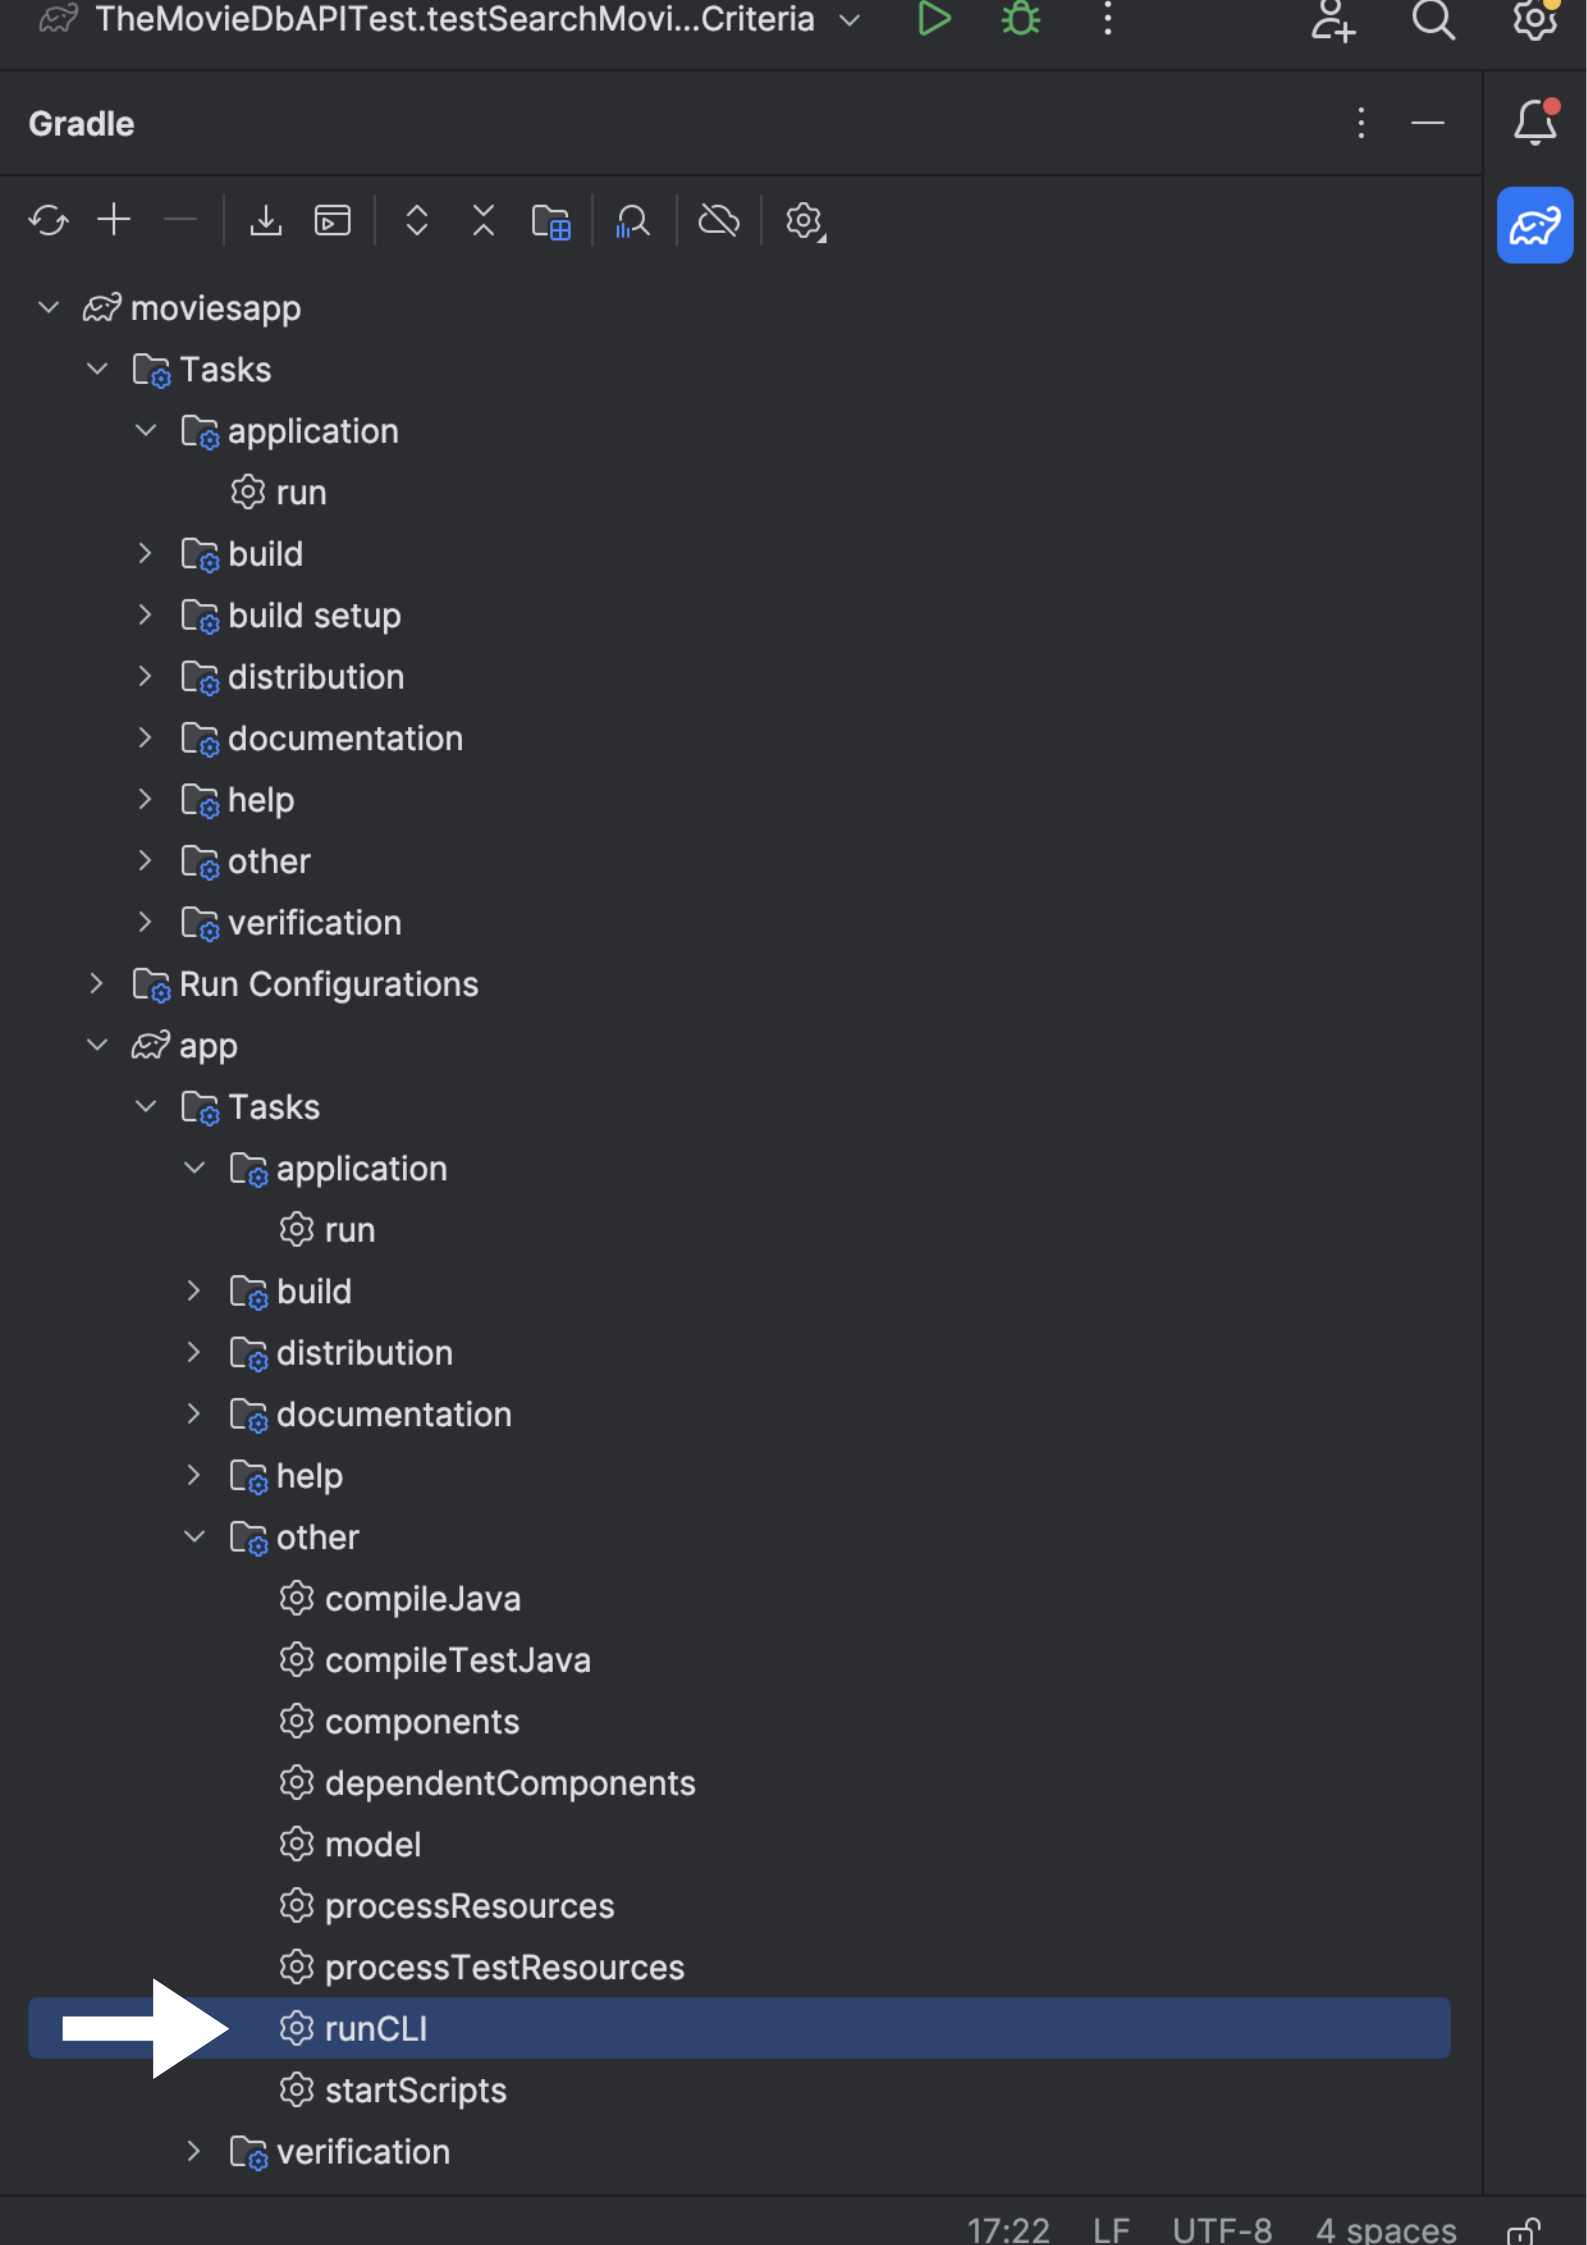 TheMovieDbAPITest.testSearchMovi...Criteria
Gradle
moviesapp
Tasks
application
run
build
build setup
distribution
documentation
help
other
verification
Run Configurations
app
Tasks
application
run
build
distribution
documentation
help
other
compileJava
compileTestJava
components
dependentComponents
model
processResources
processTestResources
runCLI
startScripts
verification
17:22 LF UTF-8 4 spaces